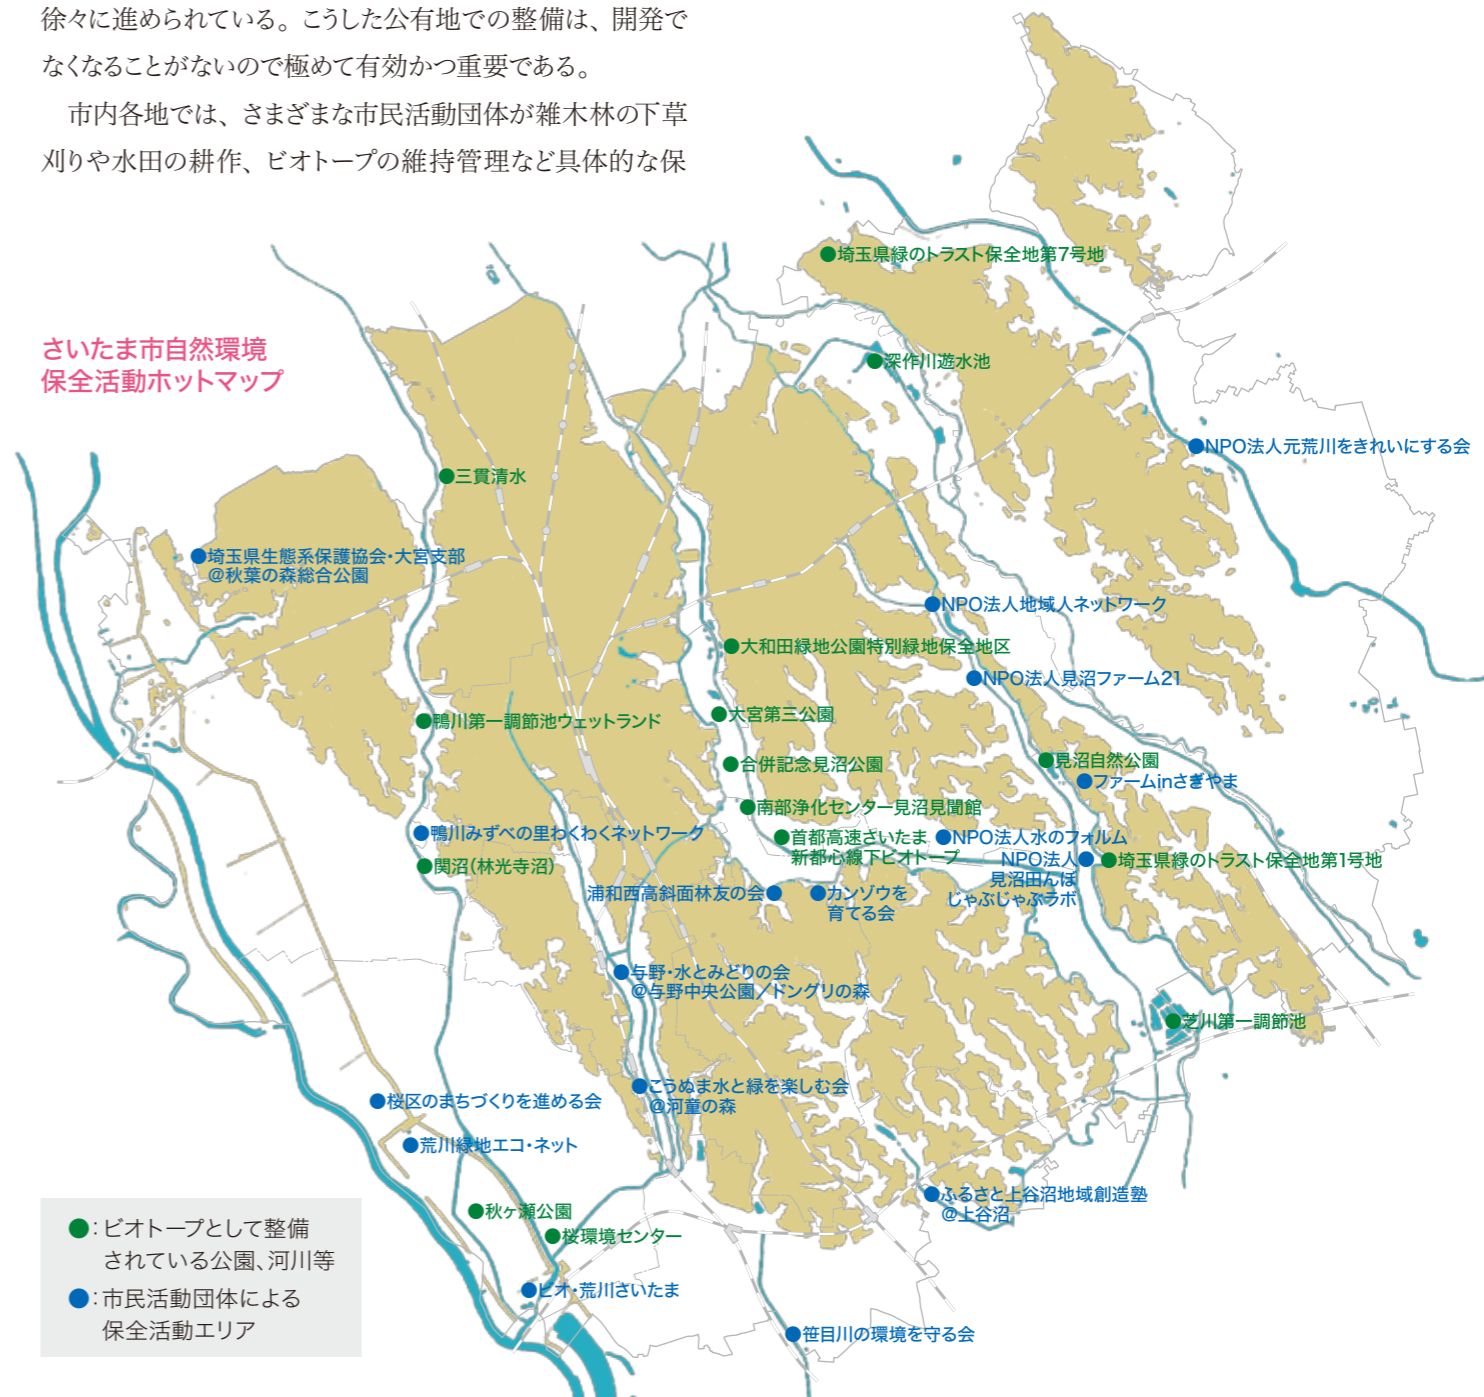 徐々に進められている。こうした公有地での整備は、開発で
なくなることがないので極めて有効かつ重要である。
市内各地では、さまざまな市民活動団体が雑木林の下草
刈りや水田の耕作、ビオトープの維持管理など具体的な保
さいたま市自然環境
保全活動ホットマップ
●埼玉県緑のトラスト保全地第7号地
●深作川遊水池
●NPO法人元荒川をきれいにする会
●三貫清水
●埼玉県生態系保護協会・大宮支部
@秋葉の森総合公園
●NPO法人地域人ネットワーク
●大和田緑地公園特別緑地保全地区
●NPO法人見沼ファーム21
●大宮第三公園
●鴨川第一調節池ウェットランド
●合併記念見沼公園
●見沼自然公園
●ファームinさぎやま
●南部浄化センター見沼見聞館
●鴨川みずべの里わくわくネットワーク
●首都高速さいたま
新都心線下ビオトープ
●NPO法人水のフォルム
NPO法人●
見沼田んぼ
じゃぶじゃぶラボ
●埼玉県緑のトラスト保全地第1号地
●関沼(林光寺沼)
浦和西高斜面林友の会●
●カンゾウを
育てる会
●与野・水とみどりの会
@与野中央公園／ドングリの森
●芝川第一調節池
●こうぬま水と緑を楽しむ会
@河童の森
●桜区のまちづくりを進める会
●荒川緑地エコ・ネット
●ふるさと上谷沼地域創造塾
@上谷沼
●秋ヶ瀬公園
●桜環境センター
●ビオ・荒川さいたま
●笹目川の環境を守る会
●:ビオトープとして整備
されている公園、河川等
●:市民活動団体による
保全活動エリア